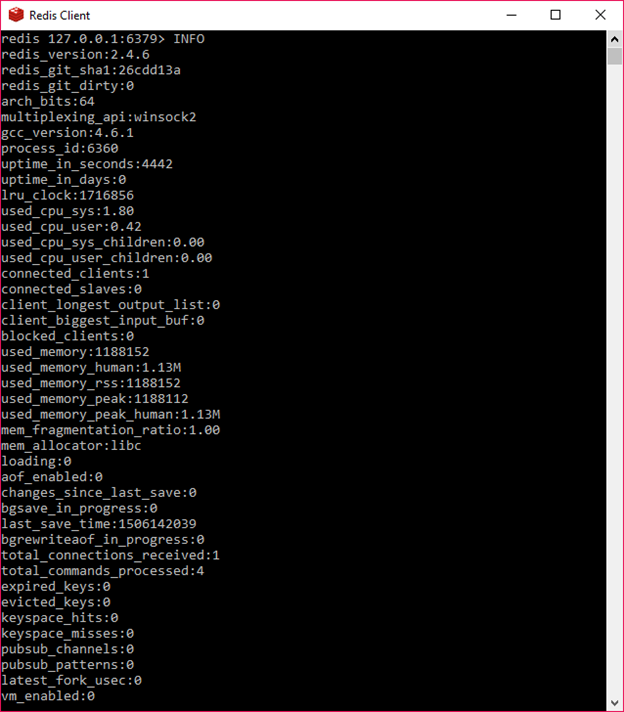 Redis Client
redis 127.0.0.1:6379> INFO
redis_version:2.4.6
redis_git_sha1:26cdd13a
redis_git_dirty:0
arch_bits:64
multiplexing_api:winsock2
gcc_version:4.6.1
process_id:6360
uptime_in_seconds:4442
uptime_in_days:0
lru_clock:1716856
used_cpu_sys:1.80
used_cpu_user:0.42
used_cpu_sys_children:0.00
used_cpu_user_children:0.00
connected_clients:1
connected_slaves:0
client_longest_output_list:0
client_biggest_input_buf:0
blocked_clients:0
used_memory:1188152
used_memory_human:1.13M
used_memory_rss:1188152
used_memory_peak:1188112
used_memory_peak_human:1.13M
mem_fragmentation_ratio:1.00
mem_allocator:libc
loading:0
aof_enabled:0
changes_since_last_save:0
bgsave_in_progress:0
last_save_time:1506142039
bgrewriteaof_in_progress:0
total_connections_received:1
total_commands_processed:4
expired_keys:0
evicted_keys:0
keyspace_hits:0
keyspace_misses:0
pubsub_channels:0
pubsub_patterns:0
latest_fork_usec:0
vm_enabled:0